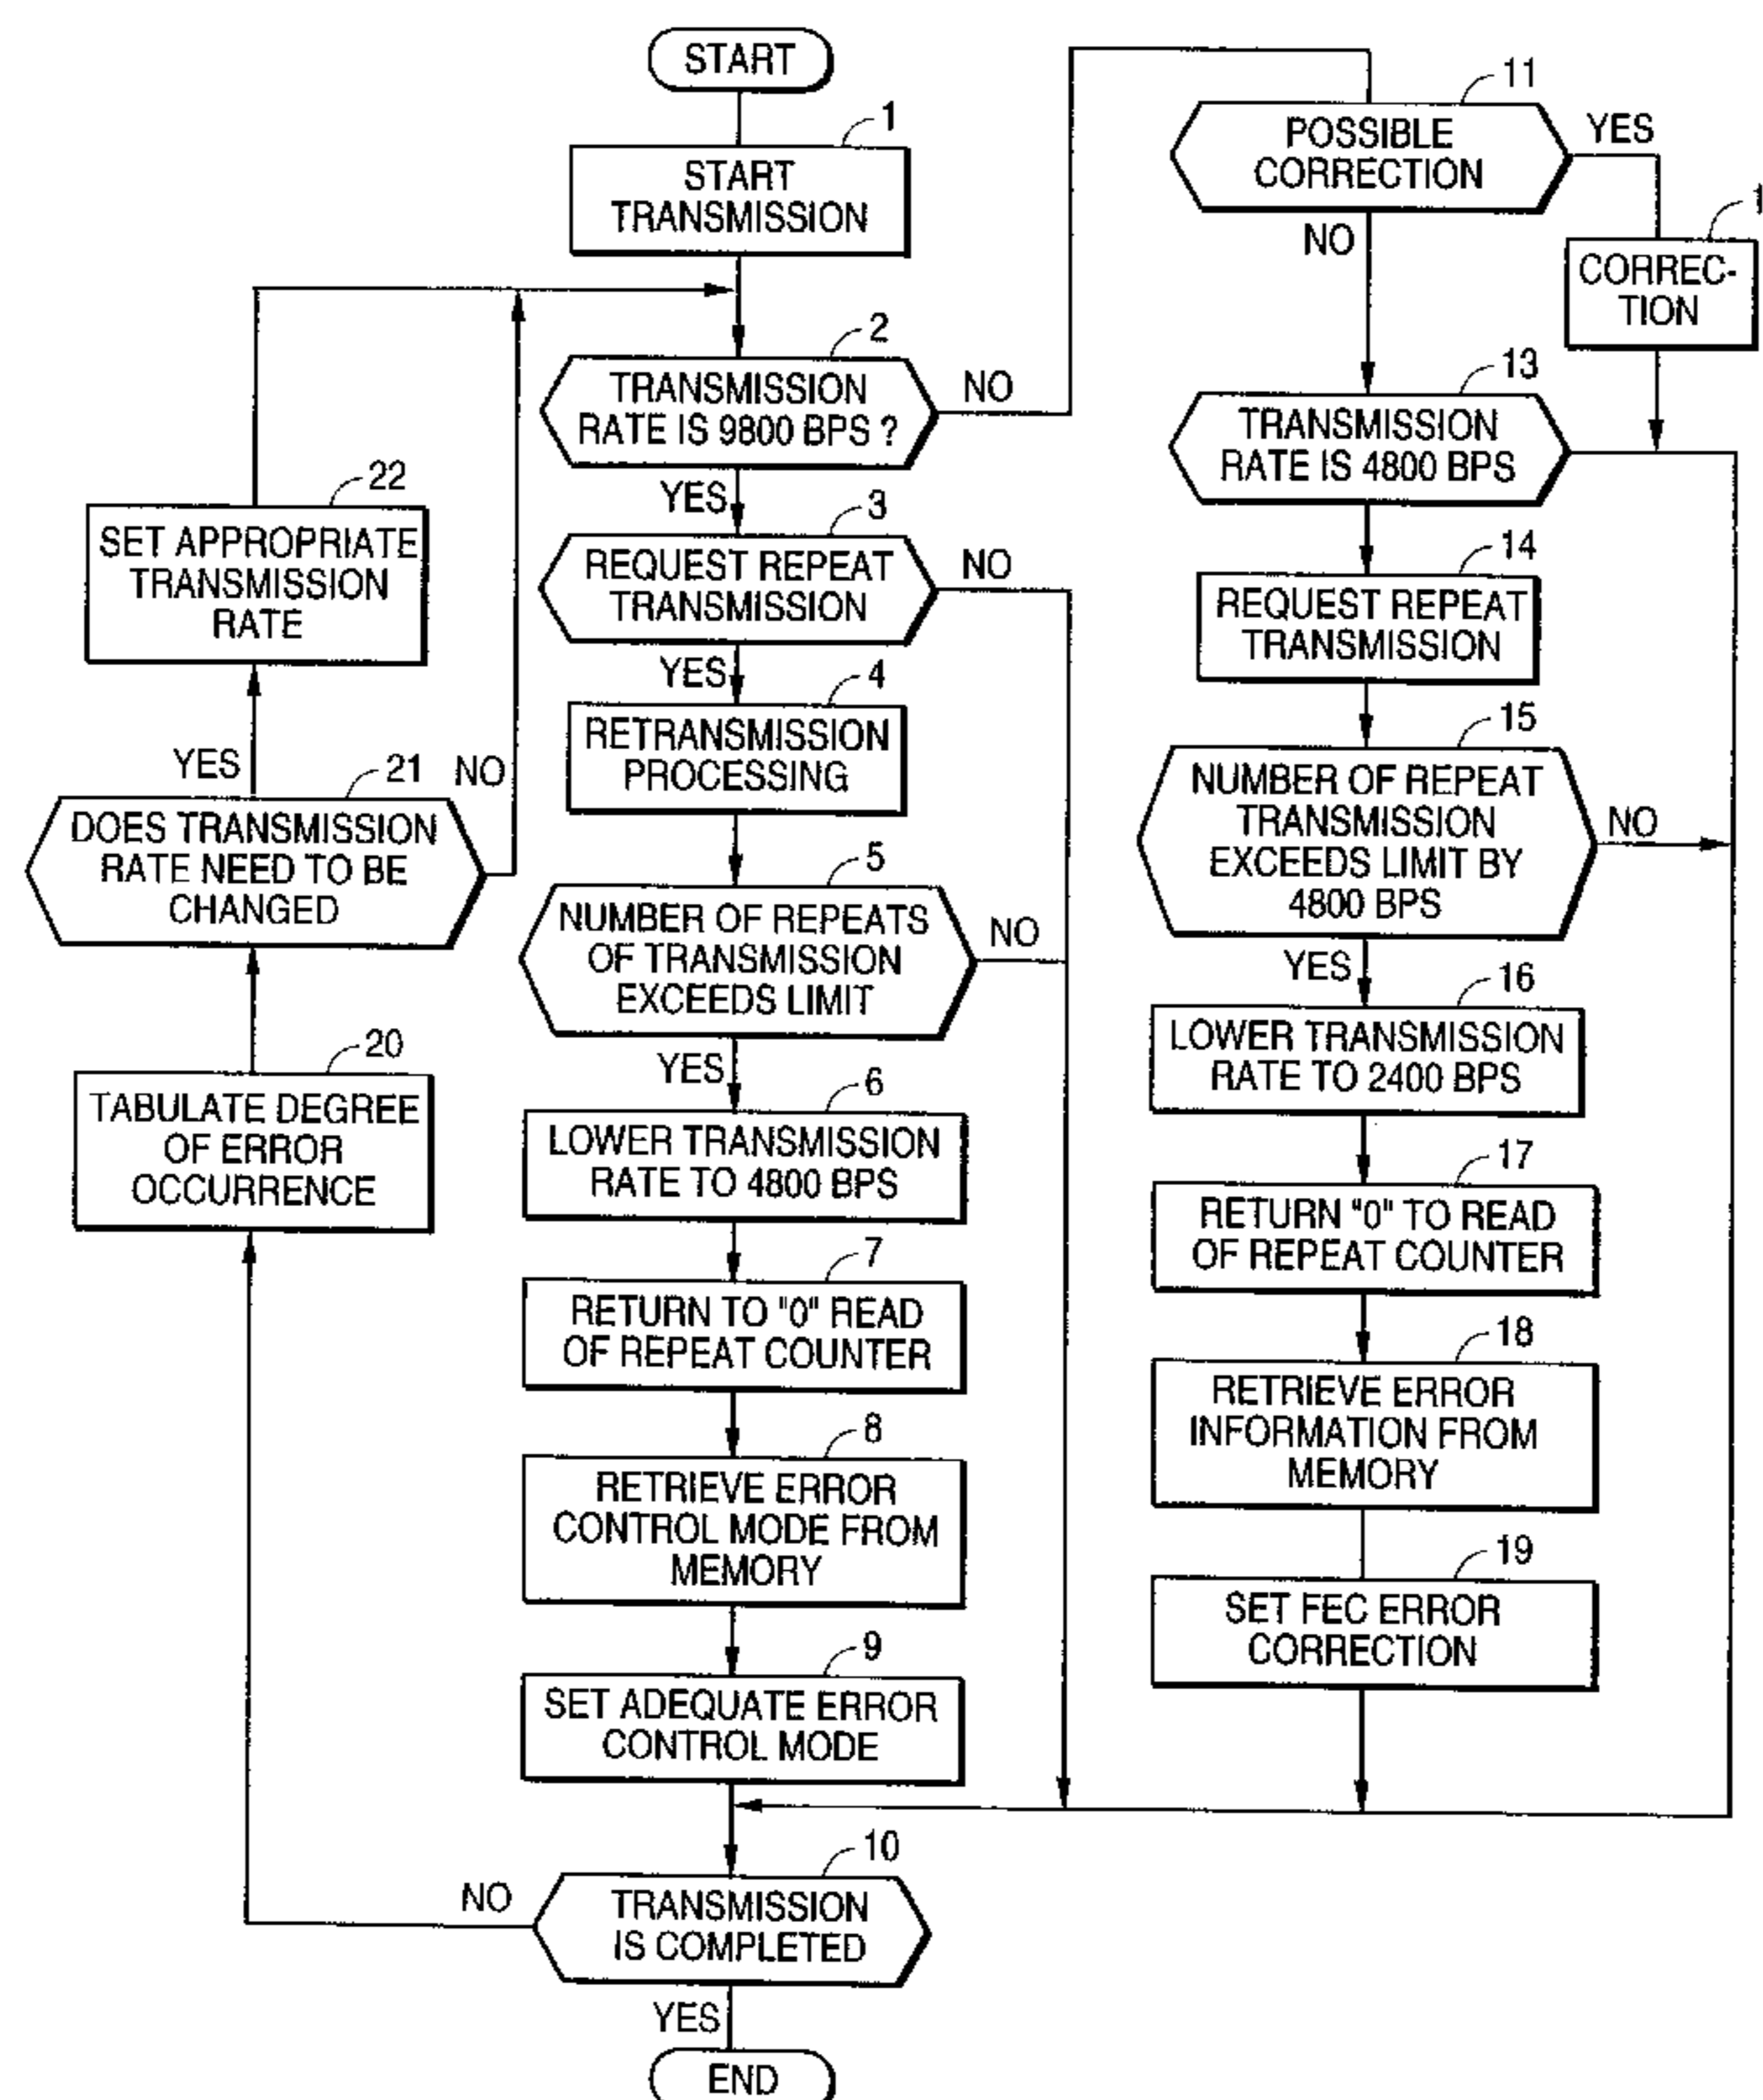 START
1
START
TRANSMISSION
2
TRANSMISSION
RATE IS 9800 BPS ?
NO
YES
3
REQUEST REPEAT
TRANSMISSION
NO
YES
4
RETRANSMISSION
PROCESSING
5
NUMBER OF REPEATS
OF TRANSMISSION
EXCEEDS LIMIT
NO
YES
6
LOWER TRANSMISSION
RATE TO 4800 BPS
7
RETURN TO "0" READ
OF REPEAT COUNTER
8
RETRIEVE ERROR
CONTROL MODE FROM
MEMORY
9
SET ADEQUATE ERROR
CONTROL MODE
10
TRANSMISSION
IS COMPLETED
NO
YES
END
11
POSSIBLE
CORRECTION
YES
NO
1
CORREC-
TION
13
TRANSMISSION
RATE IS 4800 BPS
14
REQUEST REPEAT
TRANSMISSION
15
NUMBER OF REPEAT
TRANSMISSION
EXCEEDS LIMIT BY
4800 BPS
NO
YES
16
LOWER TRANSMISSION
RATE TO 2400 BPS
17
RETURN "0" TO READ
OF REPEAT COUNTER
18
RETRIEVE ERROR
INFORMATION FROM
MEMORY
19
SET FEC ERROR
CORRECTION
20
TABULATE DEGREE
OF ERROR
OCCURRENCE
21
DOES TRANSMISSION
RATE NEED TO BE
CHANGED
YES
NO
22
SET APPROPRIATE
TRANSMISSION
RATE